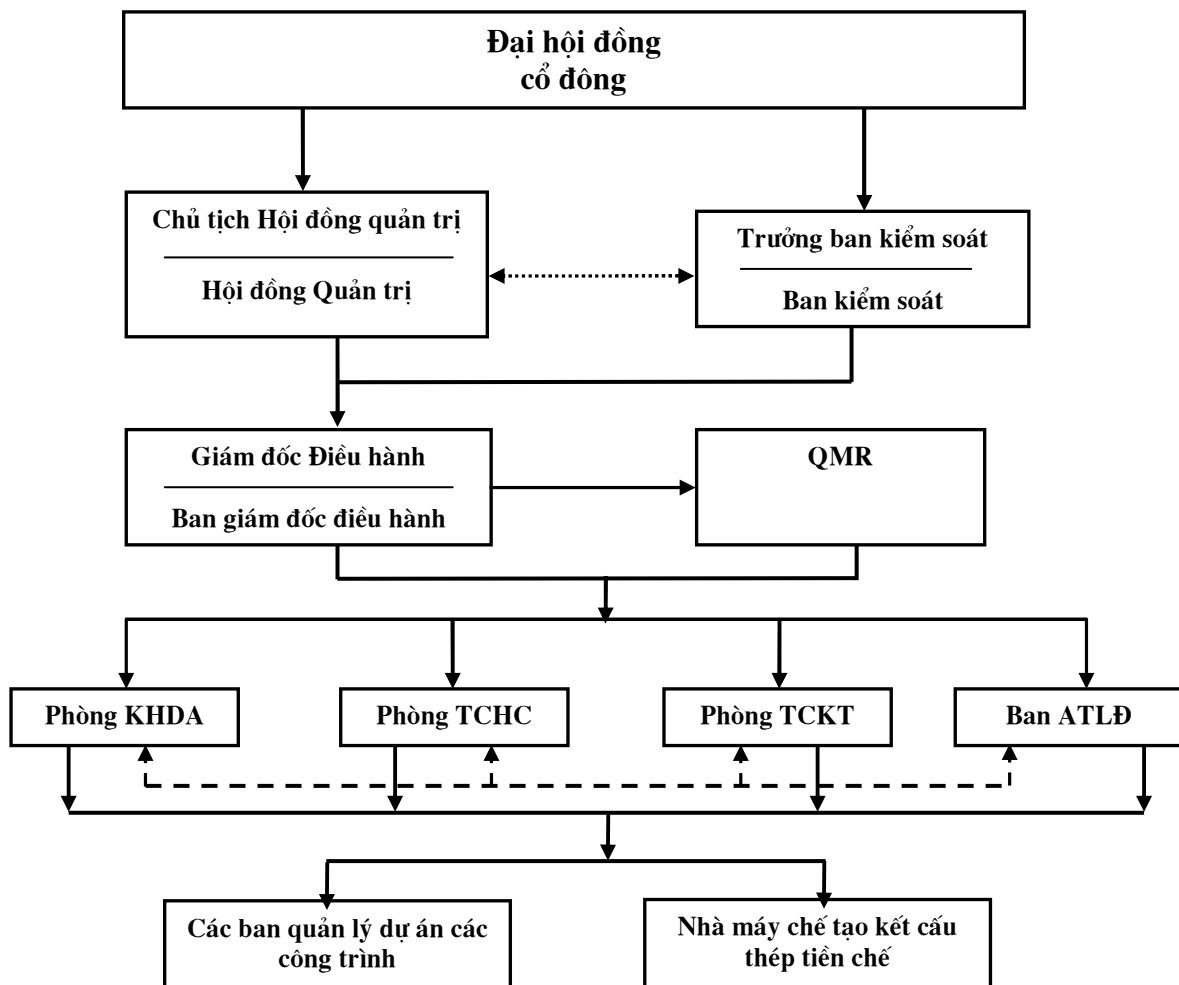 Đại hội đồng
cổ đông
Chủ tịch Hội đồng quản trị
Hội đồng Quản trị
Trưởng ban kiểm soát
Ban kiểm soát
Giám đốc Điều hành
Ban giám đốc điều hành
QMR
Phòng KHDA
Phòng TCHC
Phòng TCKT
Ban ATLĐ
Các ban quản lý dự án các
công trình
Nhà máy chế tạo kết cấu
thép tiền chế